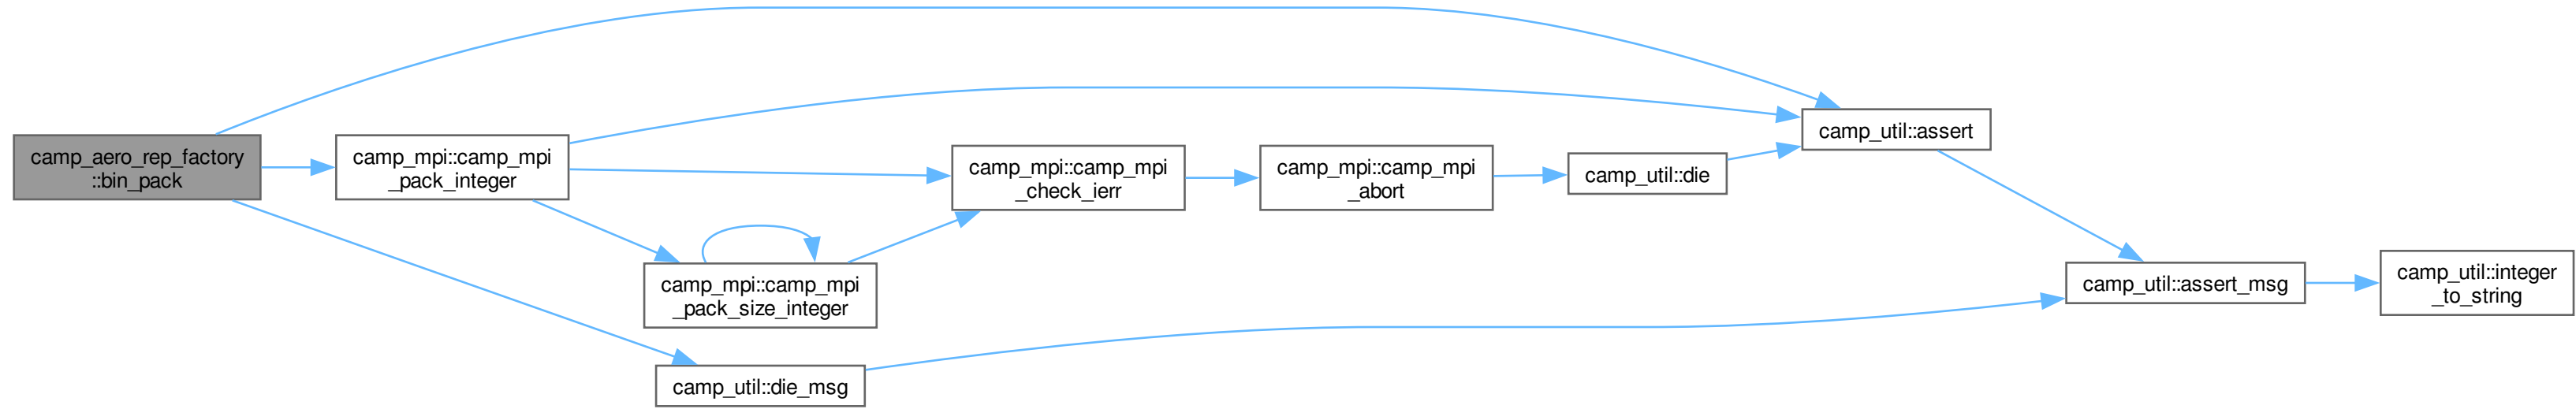 camp_aero_rep_factory
::bin_pack
camp_mpi::camp_mpi
_pack_integer
camp_mpi::camp_mpi
_pack_size_integer
camp_util::die_msg
camp_mpi::camp_mpi
_check_ierr
camp_mpi::camp_mpi
_abort
camp_util::die
camp_util::assert
camp_util::assert_msg
camp_util::integer
_to_string